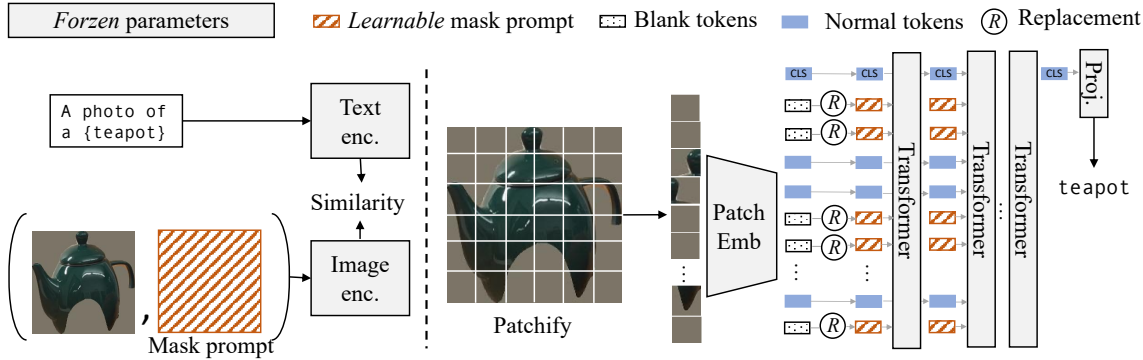 Forzen parameters
Learnable mask prompt
Blank tokens
Normal tokens
R Replacement
A photo of
a {teapot}
Text
enc.
Similarity
Image
enc.
,
Mask prompt
Patchify
Patch
Emb
CLS
CLS
CLS
CLS
R
R
R
R
R
Transformer
Transformer
Transformer
Proj.
teapot